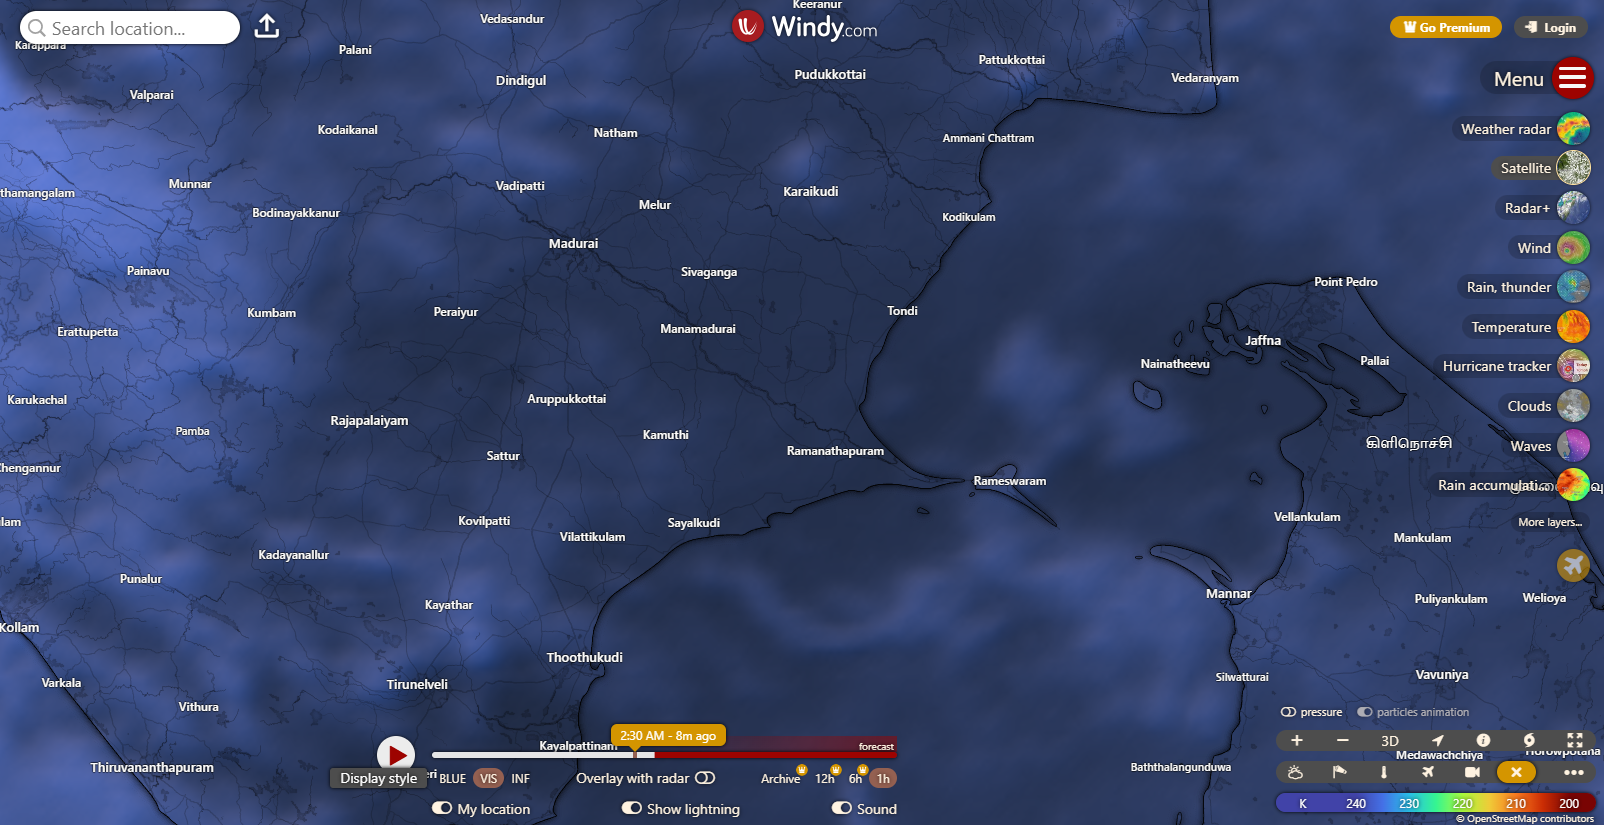 Search location...
Windy.com
Go Premium
Login
Menu
Weather radar
Satellite
Radar+
Wind
Rain, thunder
Temperature
Hurricane tracker
Clouds
Waves
Rain accumulati...
More layers...
Keeranur
Vedasandur
Karappara
Palani
Pattukkottai
Pudukkottai
Vedaranyam
Dindigul
Valparai
Kodaikanal
Natham
Ammani Chattram
Munnar
Vadipatti
Karaikudi
thamangalam
Melur
Bodinayakkanur
Kodikulam
Madurai
Painavu
Sivaganga
Point Pedro
Kumbam
Peraiyur
Tondi
Erattupetta
Manamadurai
Jaffna
Nainatheevu
Pallai
Karukachal
Aruppukkottai
Rajapalaiyam
Pamba
Kamuthi
கிளிநொச்சி
Sattur
Ramanathapuram
Chengannur
Rameswaram
lam
Kovilpatti
Sayalkudi
Vellankulam
Vilattikulam
Mankulam
Kadayanallur
Punalur
Mannar
Puliyankulam
Welioya
Kayathar
Kollam
Thoothukudi
Varkala
Tirunelveli
Silwatturai
Vavuniya
Vithura
Kayalpattinam
Thiruvananthapuram
Baththalangunduwa
Medawachchiya
Horowpotana
2:30 AM - 8m ago
forecast
Display style
eri
BLUE
VIS
INF
Overlay with radar
Archive
12h
6h
1h
My location
Show lightning
Sound
pressure
particles animation
3D
K 240 230 220 210 200
© OpenStreetMap contributors